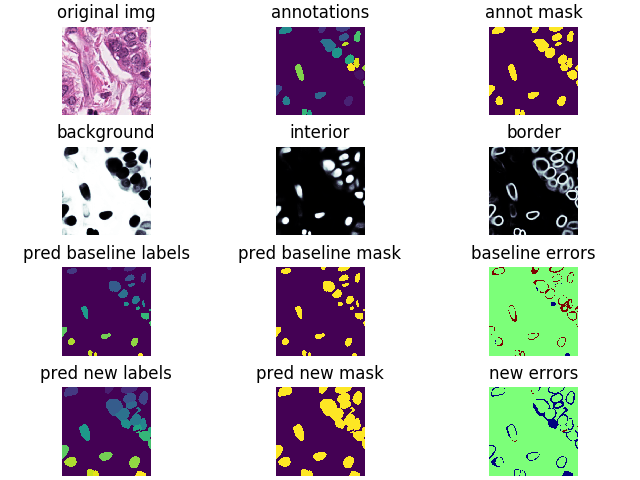 original img
annotations
annot mask
background
interior
border
pred baseline labels
pred baseline mask
baseline errors
pred new labels
pred new mask
new errors